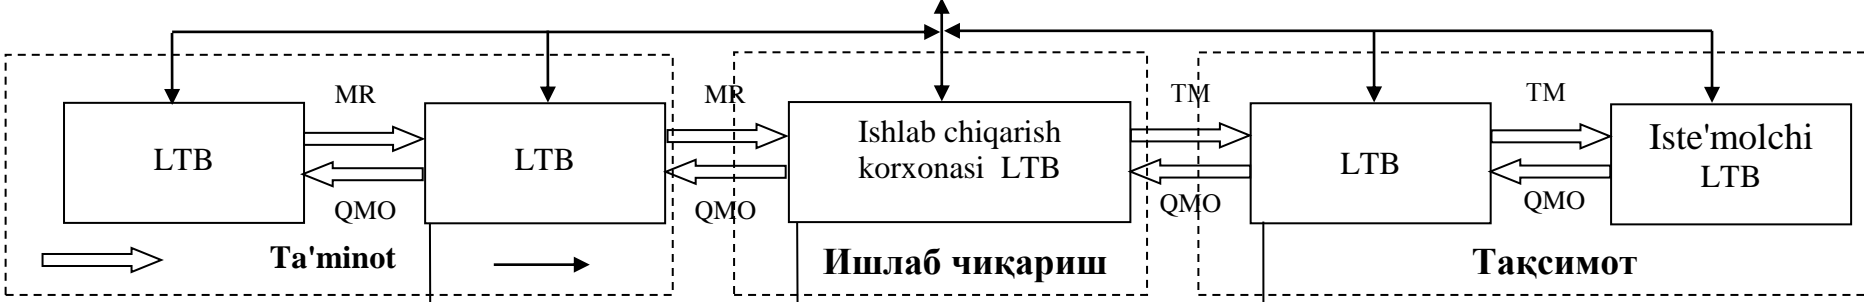 MR
MR
TM
TM
LTB
LTB
Ishlab chiqarish
korxonasi LTB
LTB
Iste'molchi
LTB
QMO
QMO
QMO
QMO
Ta'minot
Ишлаб чиқариш
Тақсимот